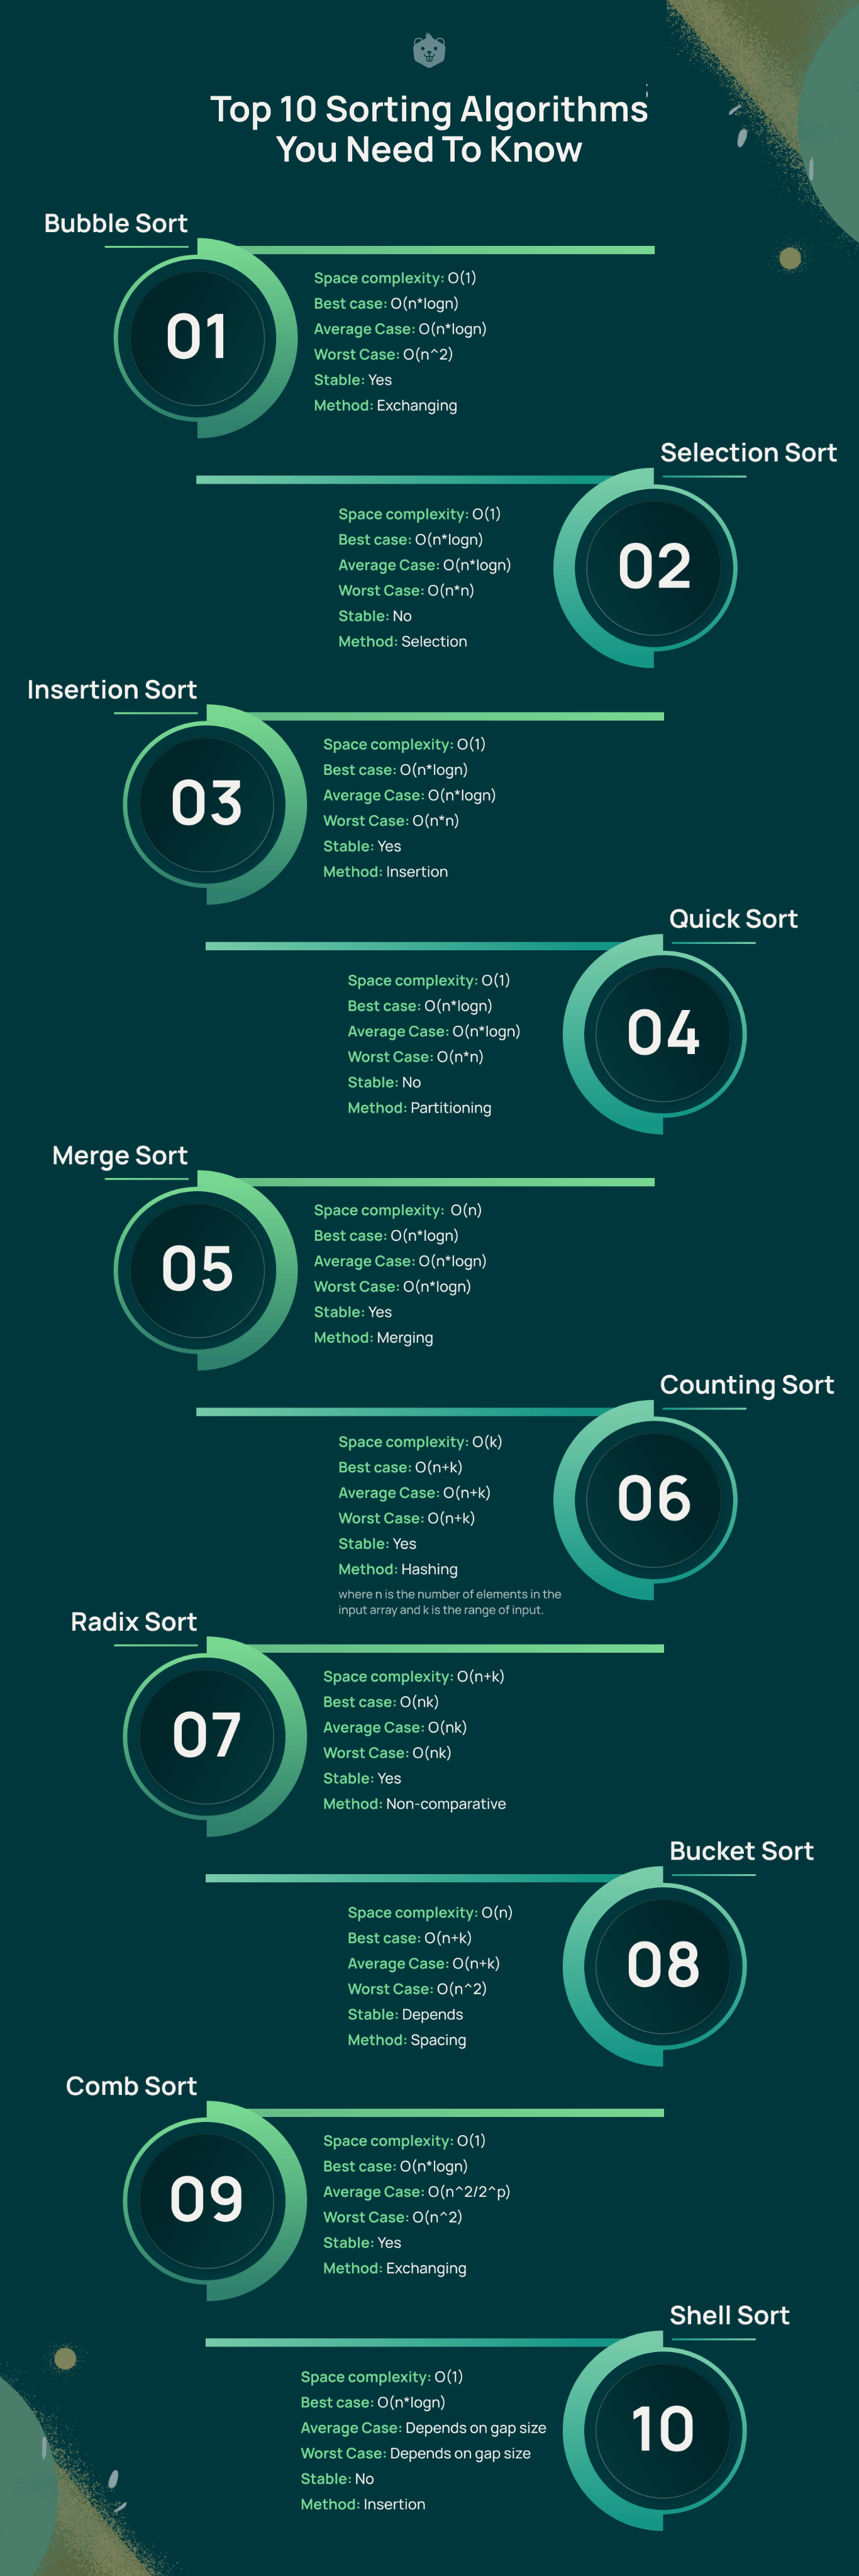 Top 10 Sorting Algorithms
You Need To Know
Bubble Sort
01
Space complexity: O(1)
Best case: O(n*logn)
Average Case: O(n*logn)
Worst Case: O(n^2)
Stable: Yes
Method: Exchanging
Selection Sort
02
Space complexity: O(1)
Best case: O(n*logn)
Average Case: O(n*logn)
Worst Case: O(n*n)
Stable: No
Method: Selection
Insertion Sort
03
Space complexity: O(1)
Best case: O(n*logn)
Average Case: O(n*logn)
Worst Case: O(n*n)
Stable: Yes
Method: Insertion
Quick Sort
04
Space complexity: O(1)
Best case: O(n*logn)
Average Case: O(n*logn)
Worst Case: O(n*n)
Stable: No
Method: Partitioning
Merge Sort
05
Space complexity: O(n)
Best case: O(n*logn)
Average Case: O(n*logn)
Worst Case: O(n*logn)
Stable: Yes
Method: Merging
Counting Sort
06
Space complexity: O(k)
Best case: O(n+k)
Average Case: O(n+k)
Worst Case: O(n+k)
Stable: Yes
Method: Hashing
where n is the number of elements in the
input array and k is the range of input.
Radix Sort
07
Space complexity: O(n+k)
Best case: O(nk)
Average Case: O(nk)
Worst Case: O(nk)
Stable: Yes
Method: Non-comparative
Bucket Sort
08
Space complexity: O(n)
Best case: O(n+k)
Average Case: O(n+k)
Worst Case: O(n^2)
Stable: Depends
Method: Spacing
Comb Sort
09
Space complexity: O(1)
Best case: O(n*logn)
Average Case: O(n^2/2^p)
Worst Case: O(n^2)
Stable: Yes
Method: Exchanging
Shell Sort
10
Space complexity: O(1)
Best case: O(n*logn)
Average Case: Depends on gap size
Worst Case: Depends on gap size
Stable: No
Method: Insertion